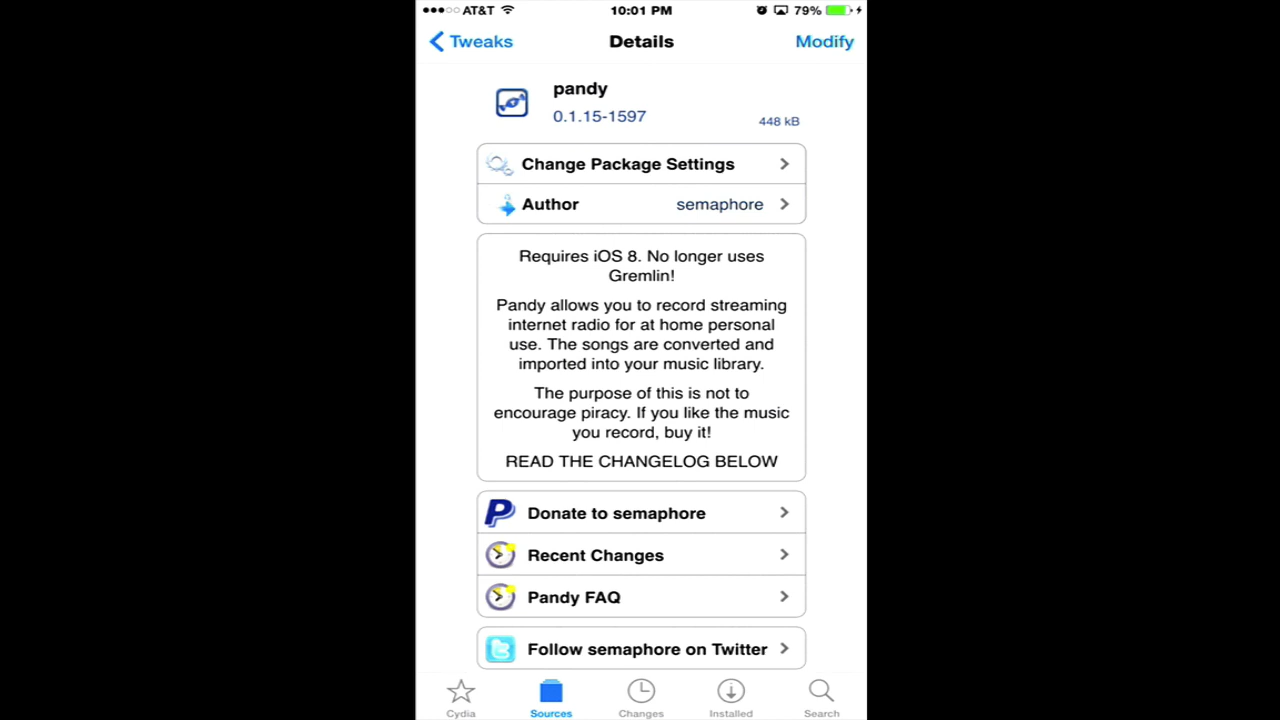 AT&T 10:01 PM 79%
Tweaks Details Modify
pandy
0.1.15-1597
448 kB
Change Package Settings
Author semaphore
Requires iOS 8. No longer uses
Gremlin!
Pandy allows you to record streaming
internet radio for at home personal
use. The songs are converted and
imported into your music library.
The purpose of this is not to
encourage piracy. If you like the music
you record, buy it!
READ THE CHANGELOG BELOW
Donate to semaphore
Recent Changes
Pandy FAQ
Follow semaphore on Twitter
Cydia Sources Changes Installed Search